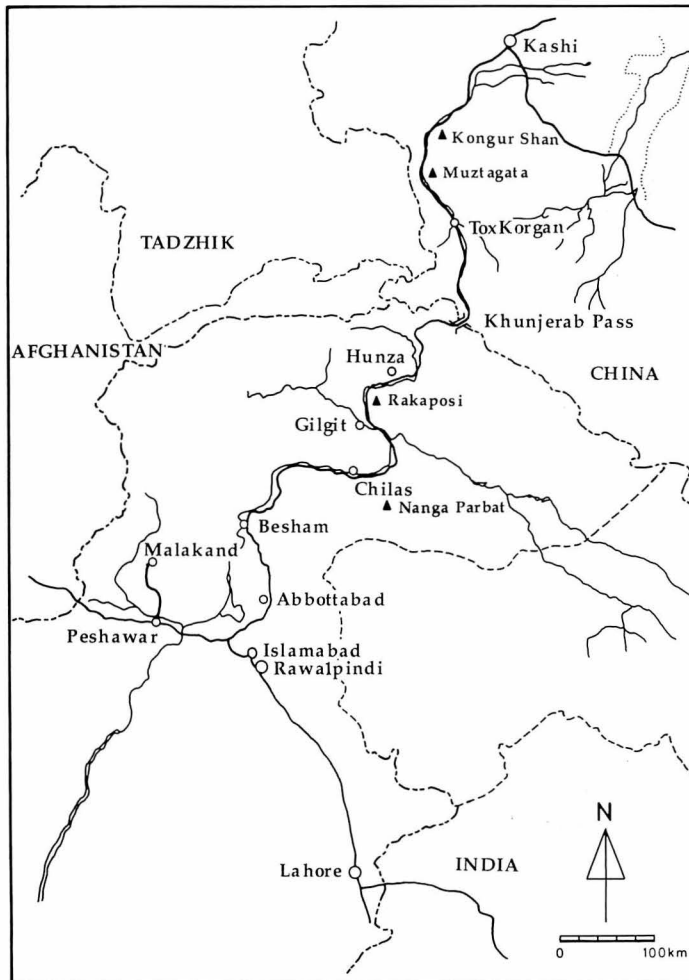 Kashi
Kongur Shan
Muztagata
ToxKorgan
TADZHIK
Khunjerab Pass
AFGHANISTAN
Hunza
CHINA
Rakaposi
Gilgit
Chilas
Nanga Parbat
Besham
Malakand
Abbottabad
Peshawar
Islamabad
Rawalpindi
N
INDIA
Lahore
0 100km